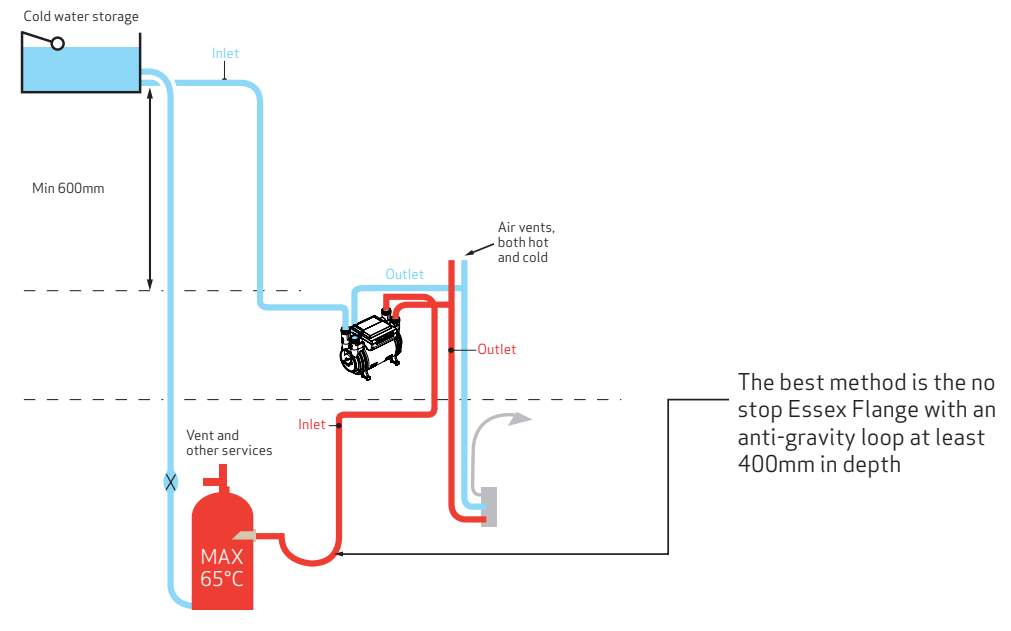 Cold water storage
Inlet
Min 600mm
Air vents,
both hot
and cold
Outlet
Outlet
The best method is the no
stop Essex Flange with an
anti-gravity loop at least
400mm in depth
Inlet
Vent and
other services
MAX
65°C